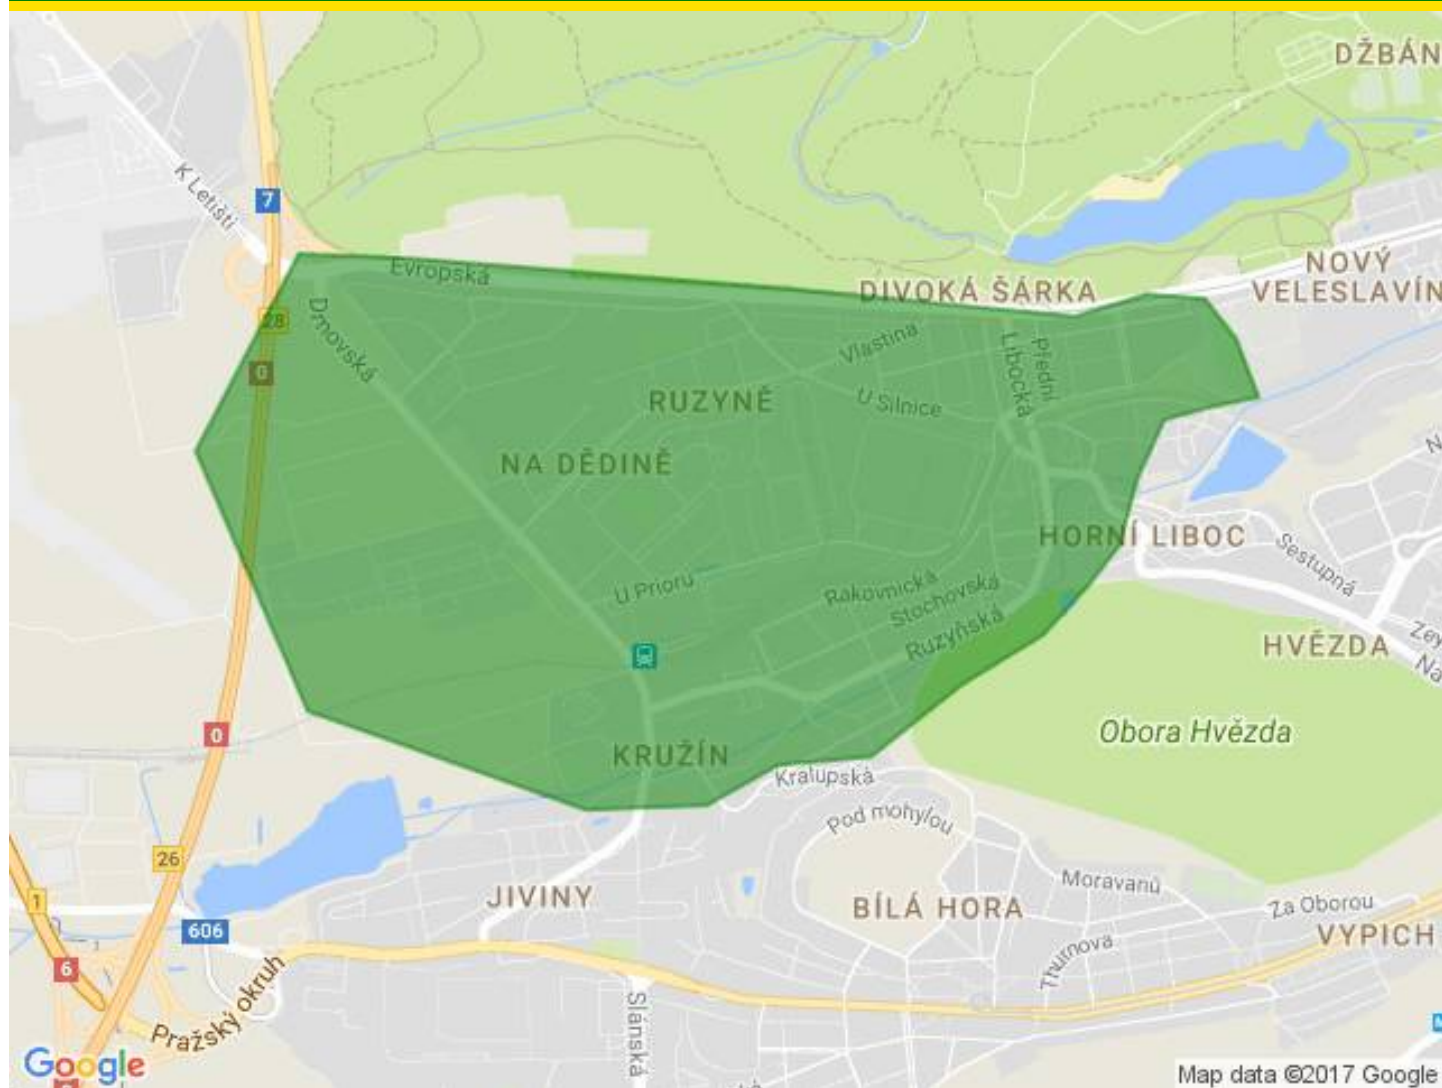 DŽBÁN
K Letišti
7
NOVÝ
VELESLAVÍN
Evropská
DIVOKÁ ŠÁRKA
28
Drnovská
Vlastina
Přední
Libocká
0
RUZYNĚ
U Silnice
NA DĚDINĚ
HORNÍ LIBOC
Sestupná
U Prioru
Rakovnická
Stochovská
Ruzyňská
HVĚZDA
Zey
Na
0
Obora Hvězda
KRUŽÍN
Kralupská
Pod mohylou
26
Moravanů
1
JIVINY
BÍLÁ HORA
Za Oborou
606
VYPICH
Thurnova
6
Pražský okruh
Slánská
Google
Map data ©2017 Google